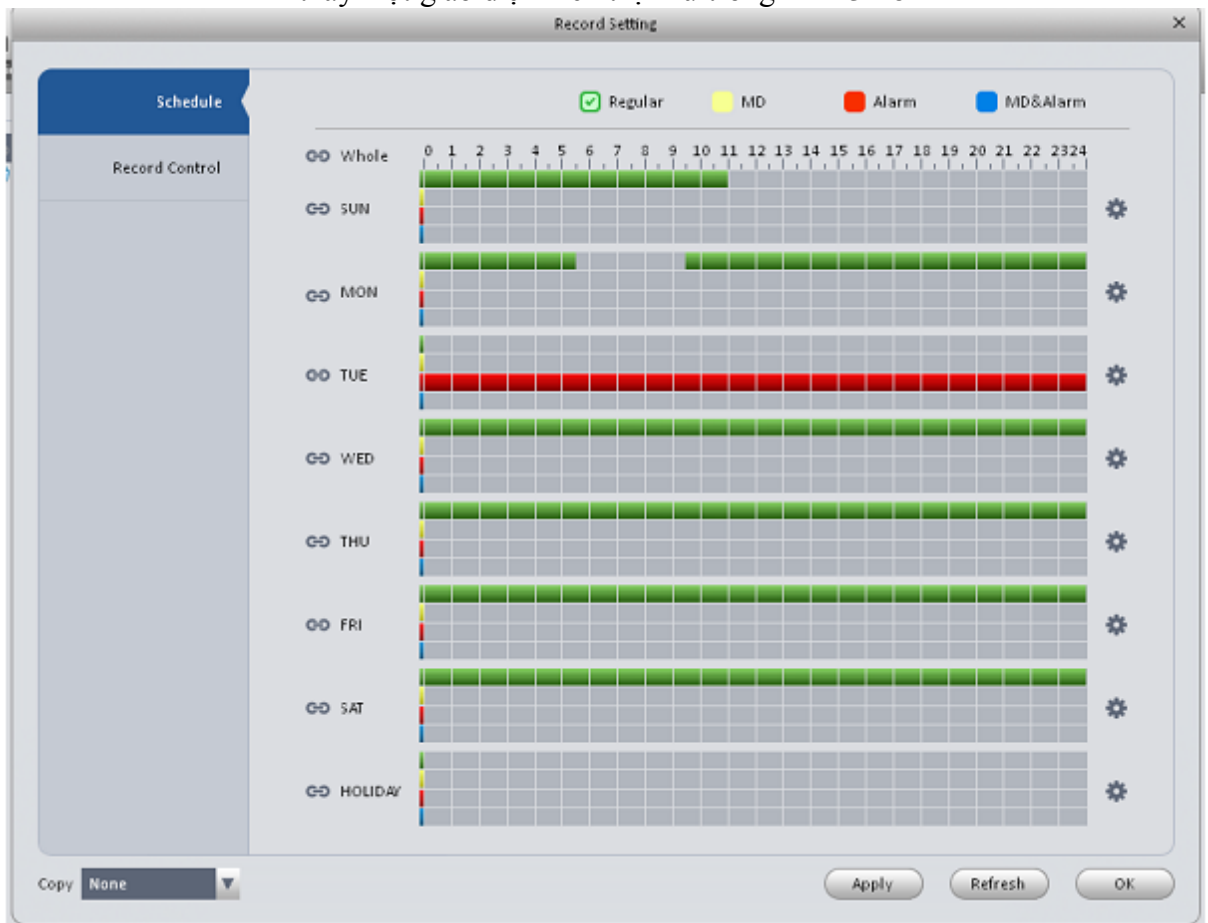 Record Setting
Schedule
Record Control
Regular MD Alarm MD&Alarm
Whole 0 1 2 3 4 5 6 7 8 9 10 11 12 13 14 15 16 17 18 19 20 21 22 23 24
SUN
MON
TUE
WED
THU
FRI
SAT
HOLIDAY
Copy None Apply Refresh OK